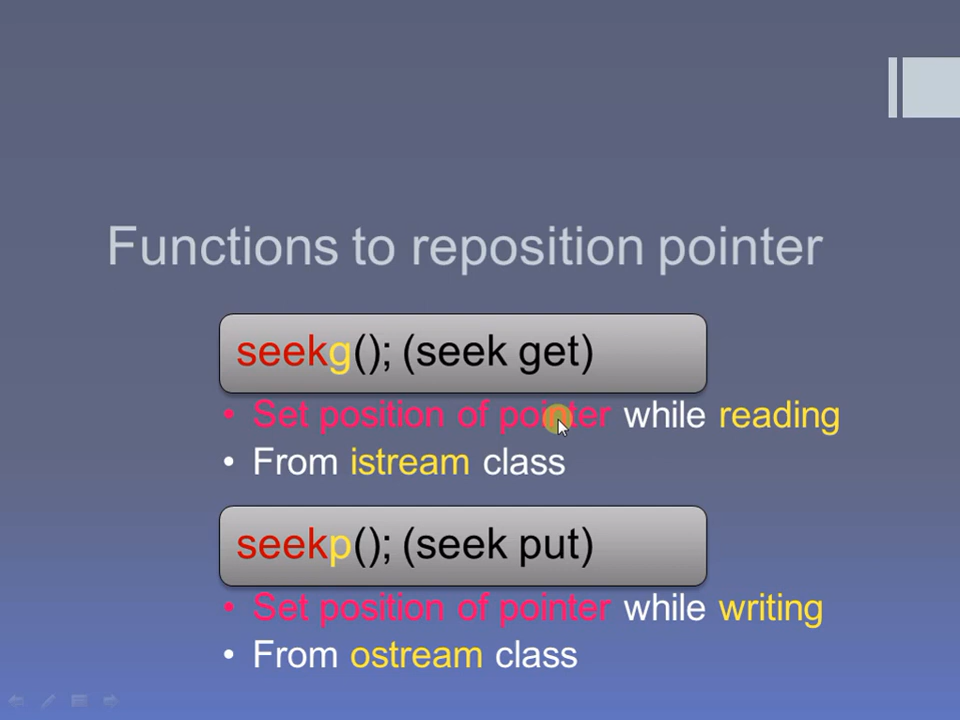 Functions to reposition pointer
seekg(); (seek get)
• Set position of pointer while reading
• From istream class
seekp(); (seek put)
• Set position of pointer while writing
• From ostream class